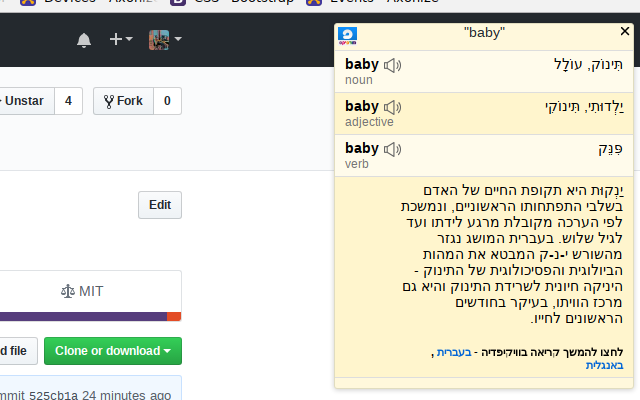 Devices - Axonize
Css - Bootstrap
Events - Axonize
Unstar 4
Fork 0
Edit
MIT
d file
Clone or download
525cb1a 24 minutes ago
"baby"
baby
תִּינוֹק, עוֹלָל
noun
baby
יַלְדוּתִי, תִּינוֹקִי
adjective
baby
פִּנֵּק
verb
יַנְקוּת היא תקופת החיים של האדם
בשלבי התפתחותו הראשוניים, ונמשכת
לפי הערכה מקובלת מרגע לידתו ועד
לגיל שלוש. בעברית המושג נגזר
מהשורש י-נ-ק המבטא את המהות
הביולוגית והפסיכולוגית של התינוק -
היניקה חיונית לשרידת התינוק והיא גם
מרכז הוויתו, בעיקר בחודשים
הראשונים לחייו.
לחצו להמשך קריאה בוויקיפדיה - בעברית ,
באנגלית